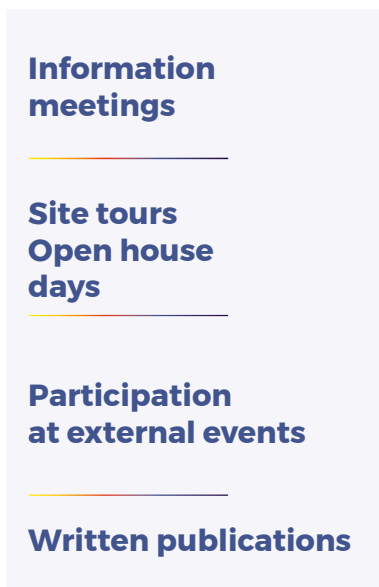 Information
meetings
Site tours
Open house
days
Participation
at external events
Written publications